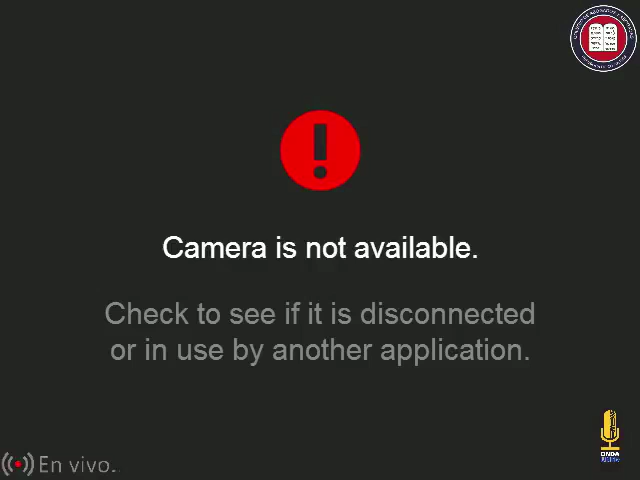 Camera is not available.
Check to see if it is disconnected
or in use by another application.
En vivo..
ONDA